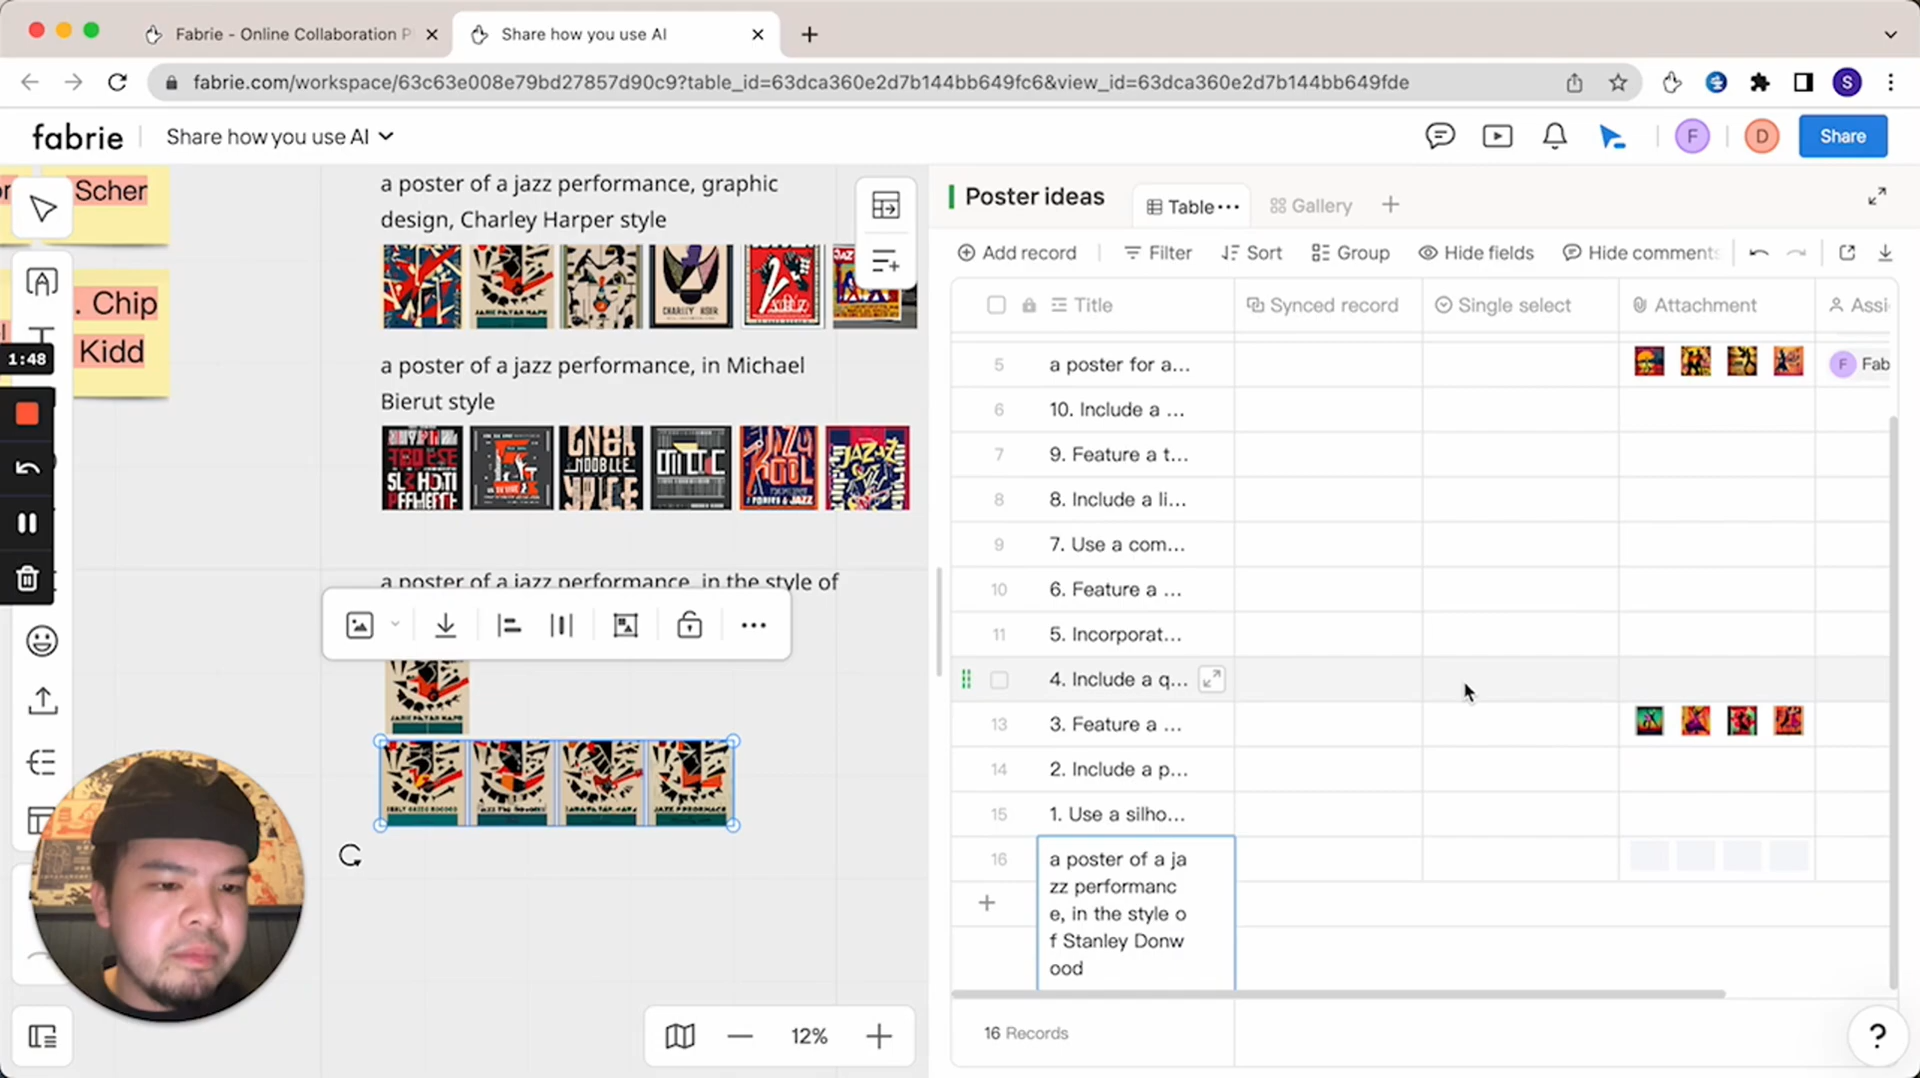 Fabrie - Online Collaboration P
Share how you use AI
fabrie.com/workspace/63c63e008e79bd27857d90c9?table_id=63dca360e2d7b144bb649fc6&view_id=63dca360e2d7b144bb649fde
S
fabrie
Share how you use AI
F
D
Share
Scher
. Chip
Kidd
1:48
a poster of a jazz performance, graphic
design, Charley Harper style
a poster of a jazz performance, in Michael
Bierut style
a poster of a jazz performance, in the style of
12%
Poster ideas
Table
Gallery
Add record
Filter
Sort
Group
Hide fields
Hide comments
Title
Synced record
Single select
Attachment
Assi
5
a poster for a...
F
Fab
6
10. Include a ...
7
9. Feature a t...
8
8. Include a li...
9
7. Use a com...
10
6. Feature a ...
11
5. Incorporat...
4. Include a q...
13
3. Feature a ...
14
2. Include a p...
15
1. Use a silho...
16
a poster of a ja
zz performanc
e, in the style o
f Stanley Donw
ood
16 Records
?